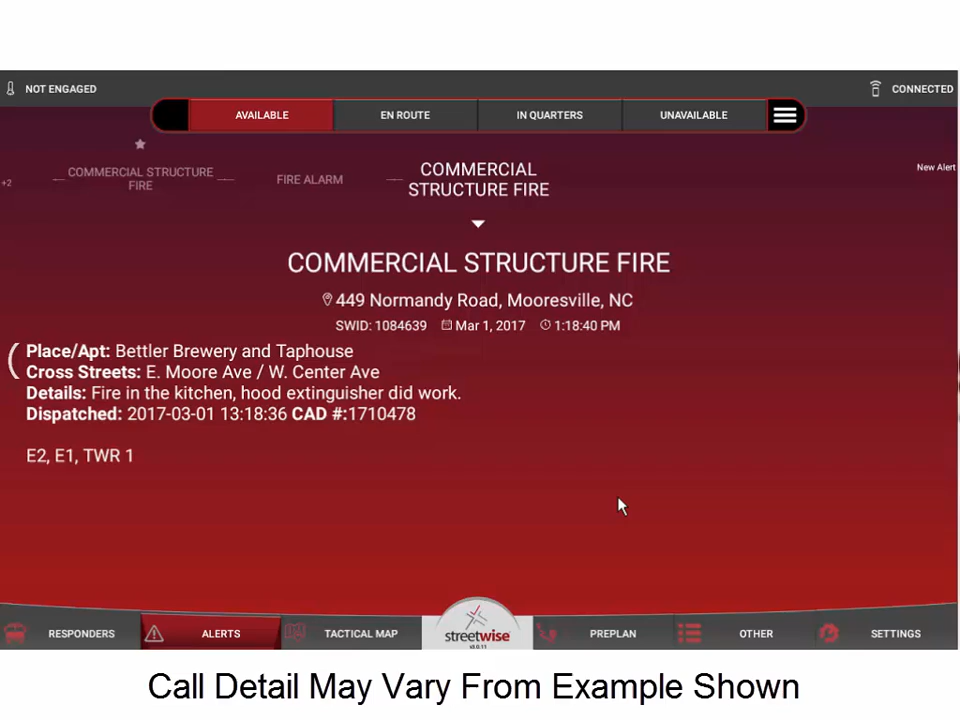 NOT ENGAGED
CONNECTED
AVAILABLE
EN ROUTE
IN QUARTERS
UNAVAILABLE
+2
COMMERCIAL STRUCTURE
FIRE
FIRE ALARM
COMMERCIAL
STRUCTURE FIRE
New Alert
COMMERCIAL STRUCTURE FIRE
449 Normandy Road, Mooresville, NC
SWID: 1084639 Mar 1, 2017 1:18:40 PM
Place/Apt: Bettler Brewery and Taphouse
Cross Streets: E. Moore Ave / W. Center Ave
Details: Fire in the kitchen, hood extinguisher did work.
Dispatched: 2017-03-01 13:18:36 CAD #:1710478
E2, E1, TWR 1
RESPONDERS
ALERTS
TACTICAL MAP
streetwise
v3.0.11
PREPLAN
OTHER
SETTINGS
Call Detail May Vary From Example Shown